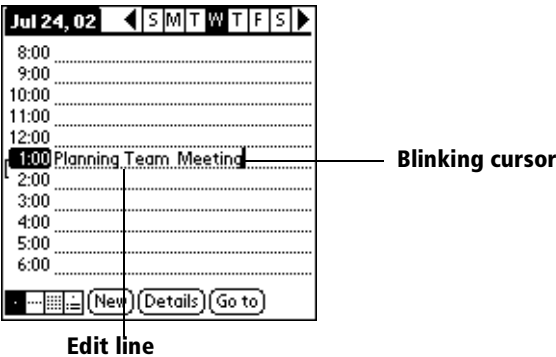 Jul 24, 02 S M T W T F S
8:00
9:00
10:00
11:00
12:00
1:00 Planning Team Meeting
Blinking cursor
2:00
3:00
4:00
5:00
6:00
New Details Go to
Edit line